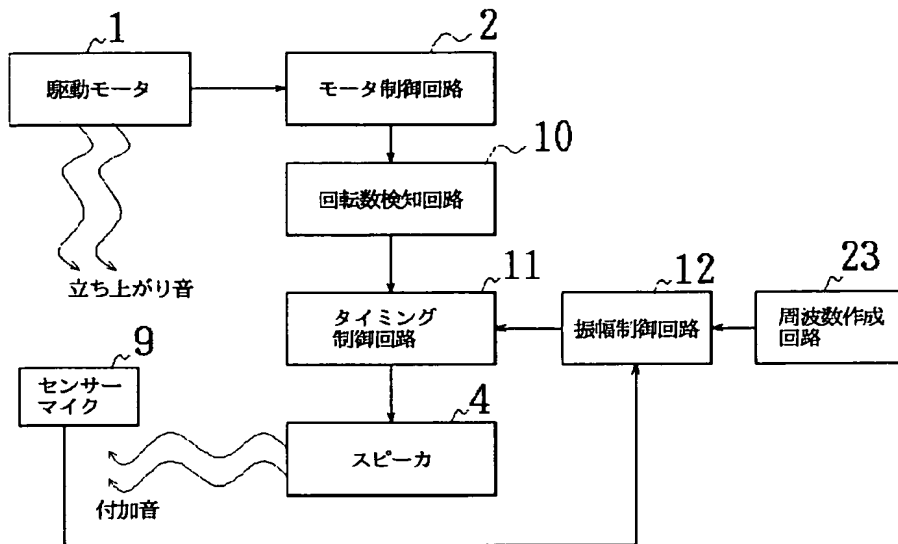 1
駆動モータ
2
モータ制御回路
10
回転数検知回路
立ち上がり音
11
タイミング
制御回路
12
振幅制御回路
23
周波数作成
回路
9
センサー
マイク
4
スピーカ
付加音